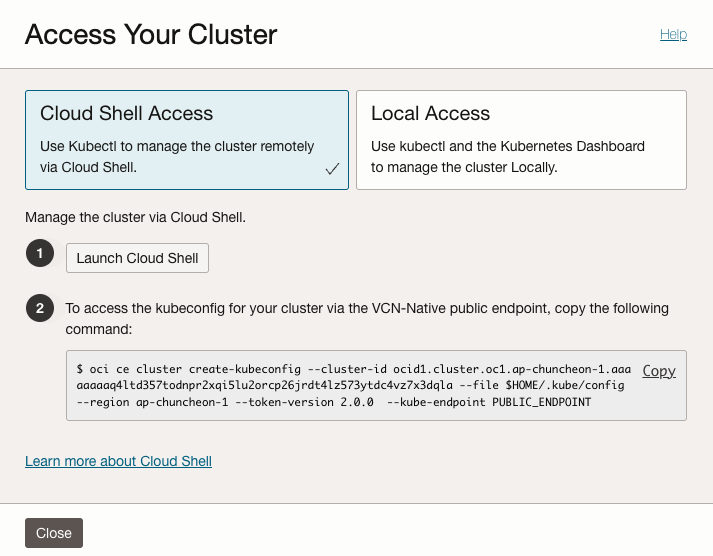 Access Your Cluster
Help
Cloud Shell Access
Use Kubectl to manage the cluster remotely
via Cloud Shell.
Local Access
Use kubectl and the Kubernetes Dashboard
to manage the cluster Locally.
Manage the cluster via Cloud Shell.
1
Launch Cloud Shell
2
To access the kubeconfig for your cluster via the VCN-Native public endpoint, copy the following
command:
$ oci ce cluster create-kubeconfig --cluster-id ocid1.cluster.oc1.ap-chuncheon-1.aaa
aaaaaaq4ltd357todnpr2xqi5lu2orcp26jrdt4lz573ytdc4vz7x3dqla --file $HOME/.kube/config
--region ap-chuncheon-1 --token-version 2.0.0  --kube-endpoint PUBLIC_ENDPOINT
Copy
Learn more about Cloud Shell
Close